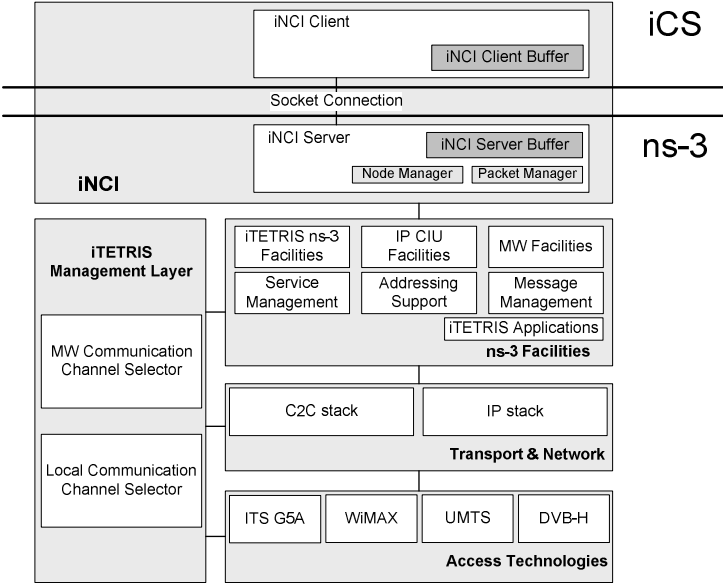 iNCI Client
iCS
iNCI Client Buffer
Socket Connection
iNCI Server
iNCI Server Buffer
ns-3
Node Manager
Packet Manager
iNCI
iTETRIS
Management Layer
MW Communication
Channel Selector
Local Communication
Channel Selector
iTETRIS ns-3
Facilities
IP CIU
Facilities
MW Facilities
Service
Management
Addressing
Support
Message
Management
iTETRIS Applications
ns-3 Facilities
C2C stack
IP stack
Transport & Network
ITS G5A
WiMAX
UMTS
DVB-H
Access Technologies